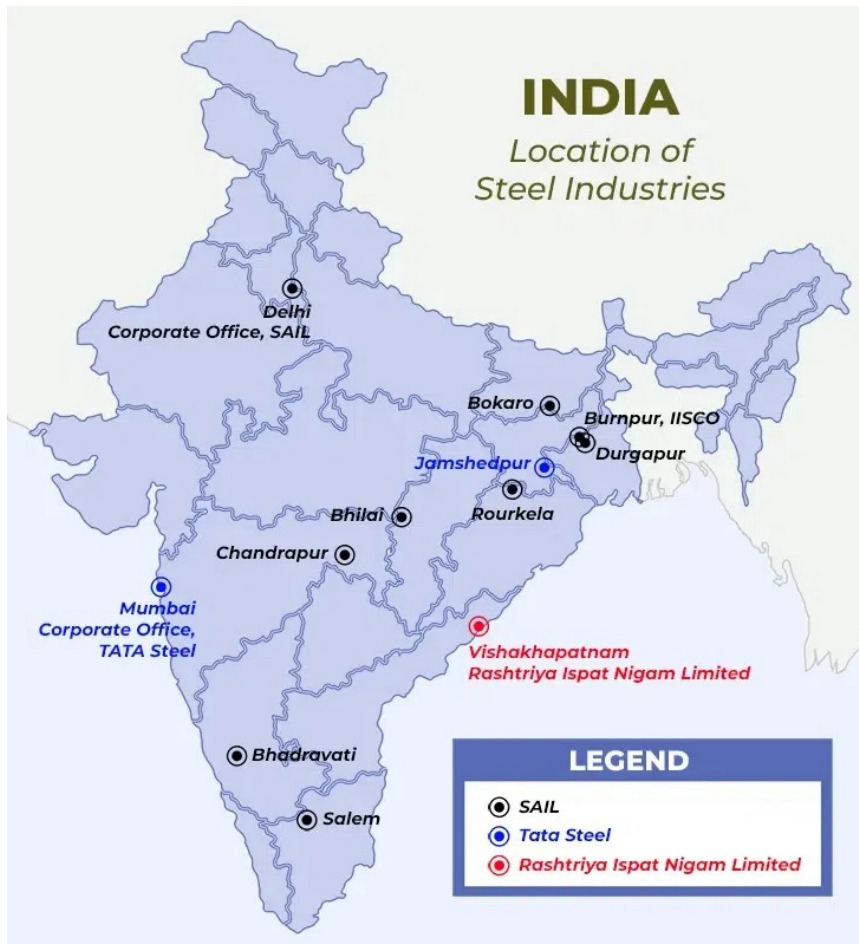 INDIA
Location of
Steel Industries
Delhi
Corporate Office, SAIL
Bokaro
Burnpur, IISCO
Durgapur
Jamshedpur
Rourkela
Bhilai
Chandrapur
Mumbai
Corporate Office,
TATA Steel
Vishakhapatnam
Rashtriya Ispat Nigam Limited
Bhadravati
Salem
LEGEND
SAIL
Tata Steel
Rashtriya Ispat Nigam Limited